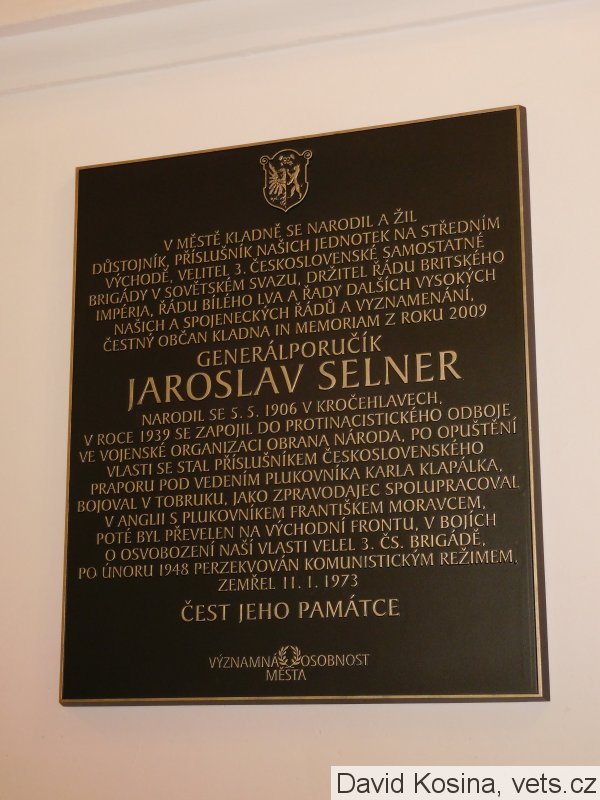 V MĚSTĚ KLADNĚ SE NARODIL A ŽIL
DŮSTOJNÍK, PŘÍSLUŠNÍK NAŠICH JEDNOTEK NA STŘEDNÍM
VÝCHODĚ, VELITEL 3. ČESKOSLOVENSKÉ SAMOSTATNÉ
BRIGÁDY V SOVĚTSKÉM SVAZU, DRŽITEL ŘÁDU BRITSKÉHO
IMPÉRIA, ŘÁDU BÍLÉHO LVA A ŘADY DALŠÍCH VYSOKÝCH
NAŠICH A SPOJENECKÝCH ŘÁDŮ A VYZNAMENÁNÍ,
ČESTNÝ OBČAN KLADNA IN MEMORIAM Z ROKU 2009
GENERÁLPORUČÍK
JAROSLAV SELNER
NARODIL SE 5. 5. 1906 V KROČEHLAVECH,
V ROCE 1939 SE ZAPOJIL DO PROTINACISTICKÉHO ODBOJE,
VE VOJENSKÉ ORGANIZACI OBRANA NÁRODA, PO OPUŠTĚNÍ
VLASTI SE STAL PŘÍSLUŠNÍKEM ČESKOSLOVENSKÉHO
PRAPORU POD VEDENÍM PLUKOVNÍKA KARLA KLAPÁLKA,
BOJOVAL V TOBRUKU, JAKO ZPRAVODAJEC SPOLUPRACOVAL
V ANGLII S PLUKOVNÍKEM FRANTIŠKEM MORAVCEM,
POTÉ BYL PŘEVELEN NA VÝCHODNÍ FRONTU, V BOJÍCH
O OSVOBOZENÍ NAŠÍ VLASTI VELEL 3. ČS. BRIGÁDĚ,
PO ÚNORU 1948 PERZEKVOVÁN KOMUNISTICKÝM REŽIMEM,
ZEMŘEL 11. 1. 1973
ČEST JEHO PAMÁTCE
VÝZNAMNÁ OSOBNOST
MĚSTA
David Kosina, vets.cz